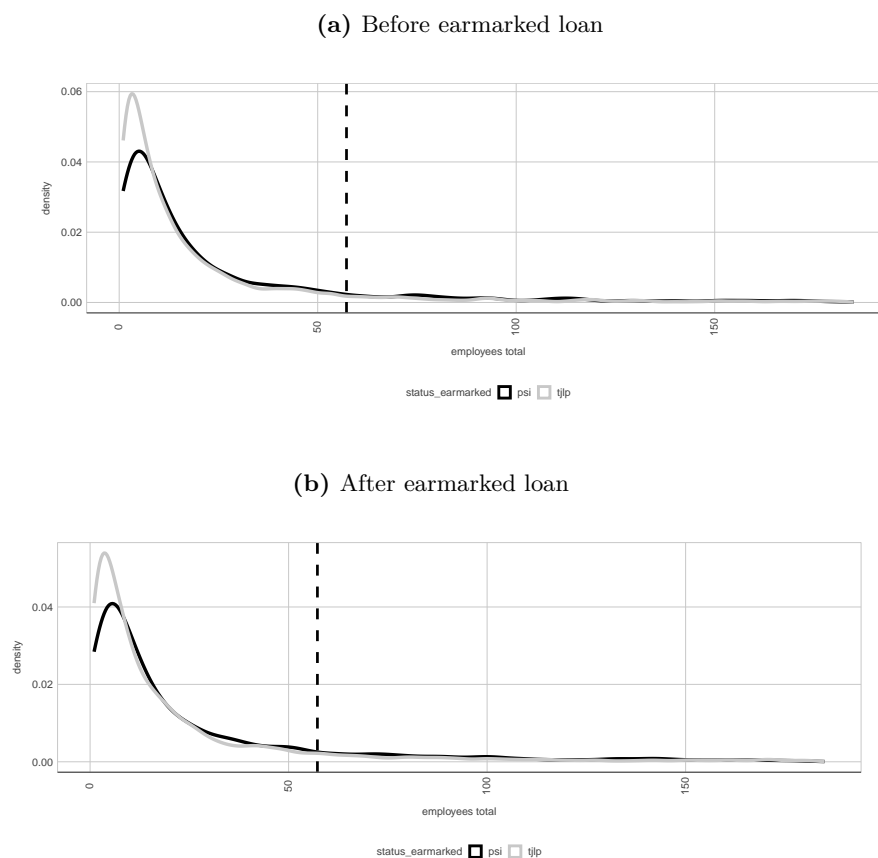 (a) Before earmarked loan
0.06
0.04
0.02
0.00
density
0
50
100
150
employees total
status_earmarked psi tjlp
(b) After earmarked loan
0.04
0.02
0.00
density
0
50
100
150
employees total
status_earmarked psi tjlp